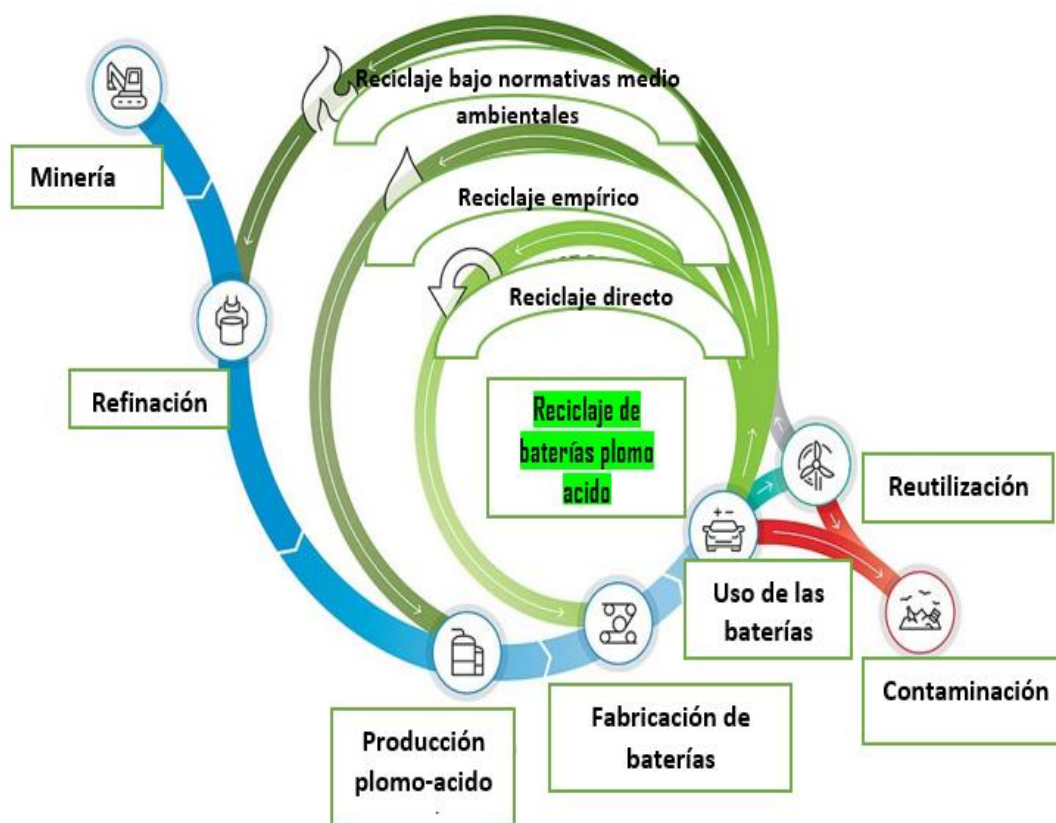 Reciclaje bajo normativas medio
ambientales
Minería
Reciclaje empírico
Reciclaje directo
Refinación
Reciclaje de
baterías plomo
acido
Reutilización
+ -
Uso de las
baterías
Contaminación
Fabricación de
baterías
Producción
plomo-acido